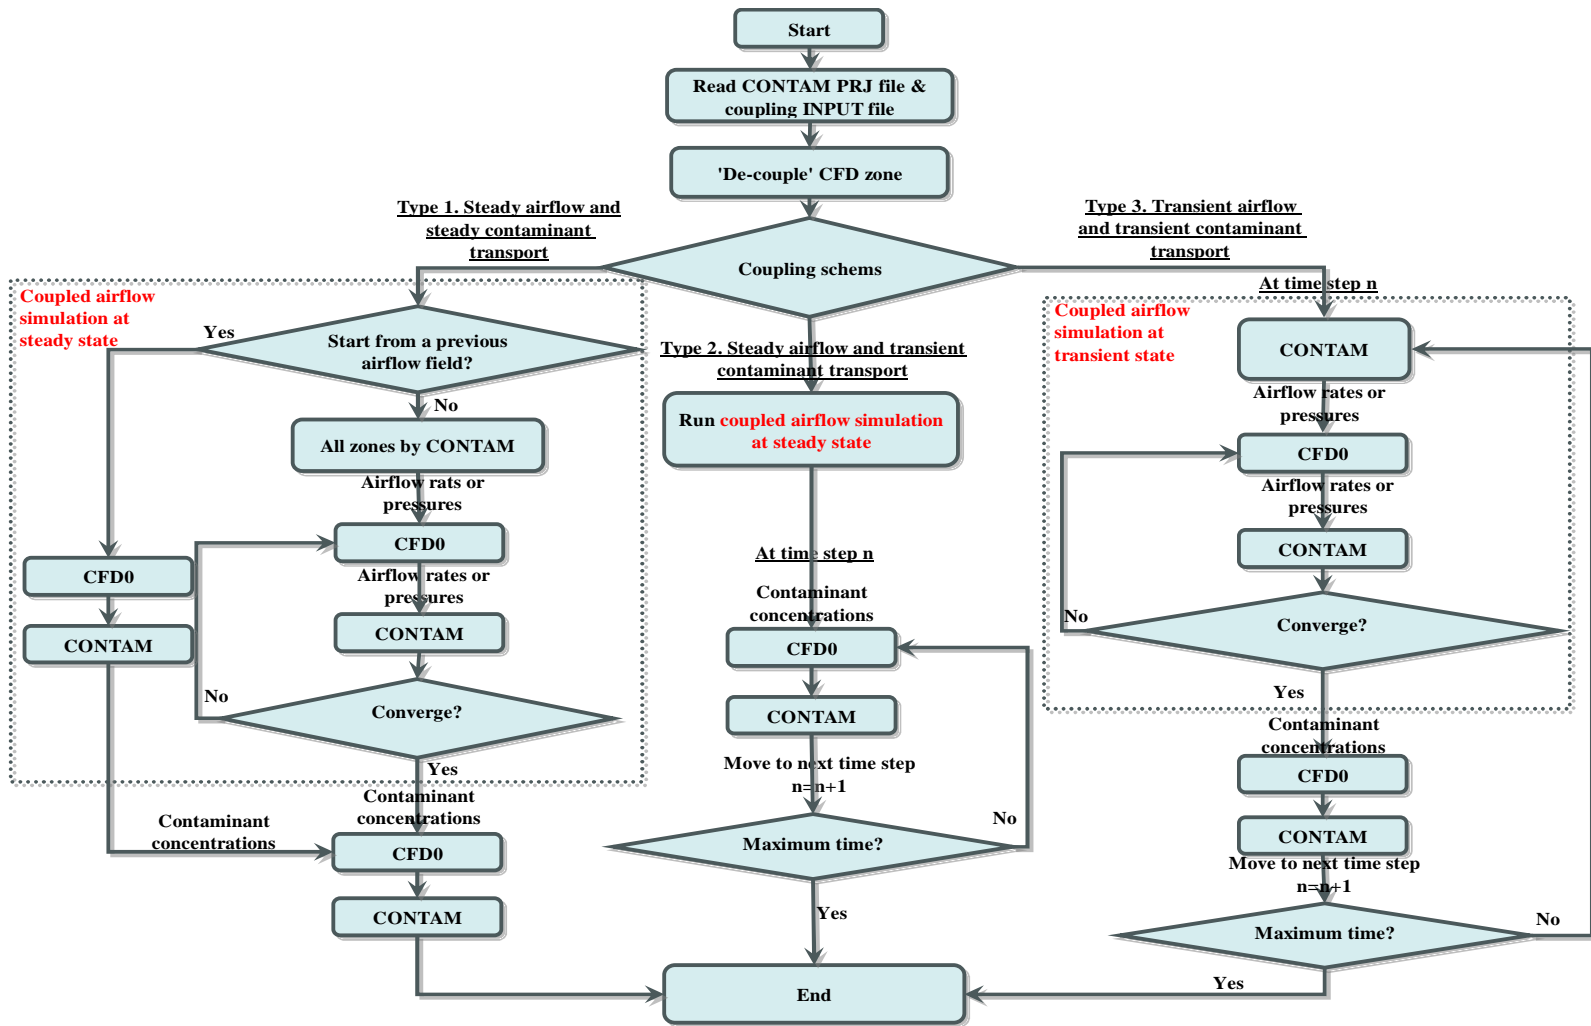 Start
Read CONTAM PRJ file &
coupling INPUT file
'De-couple' CFD zone
Coupling schems
Type 1. Steady airflow and
steady contaminant
transport
Coupled airflow
simulation at
steady state
Yes
Start from a previous
airflow field?
No
All zones by CONTAM
Airflow rats or
pressures
CFD0
Airflow rates or
pressures
CONTAM
Converge?
No
Yes
CFD0
CONTAM
Contaminant
concentrations
Contaminant
concentrations
CFD0
CONTAM
Type 2. Steady airflow and transient
contaminant transport
Run coupled airflow simulation
at steady state
At time step n
Contaminant
concentrations
CFD0
CONTAM
Move to next time step
n=n+1
Maximum time?
No
Yes
Type 3. Transient airflow
and transient contaminant
transport
At time step n
Coupled airflow
simulation at
transient state
CONTAM
Airflow rates or
pressures
CFD0
Airflow rates or
pressures
CONTAM
Converge?
No
Yes
Contaminant
concentrations
CFD0
CONTAM
Move to next time step
n=n+1
Maximum time?
No
Yes
End